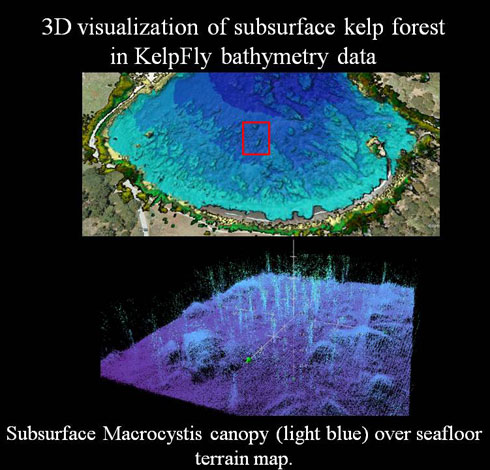 3D visualization of subsurface kelp forest
in KelpFly bathymetry data
Subsurface Macrocystis canopy (light blue) over seafloor
terrain map.